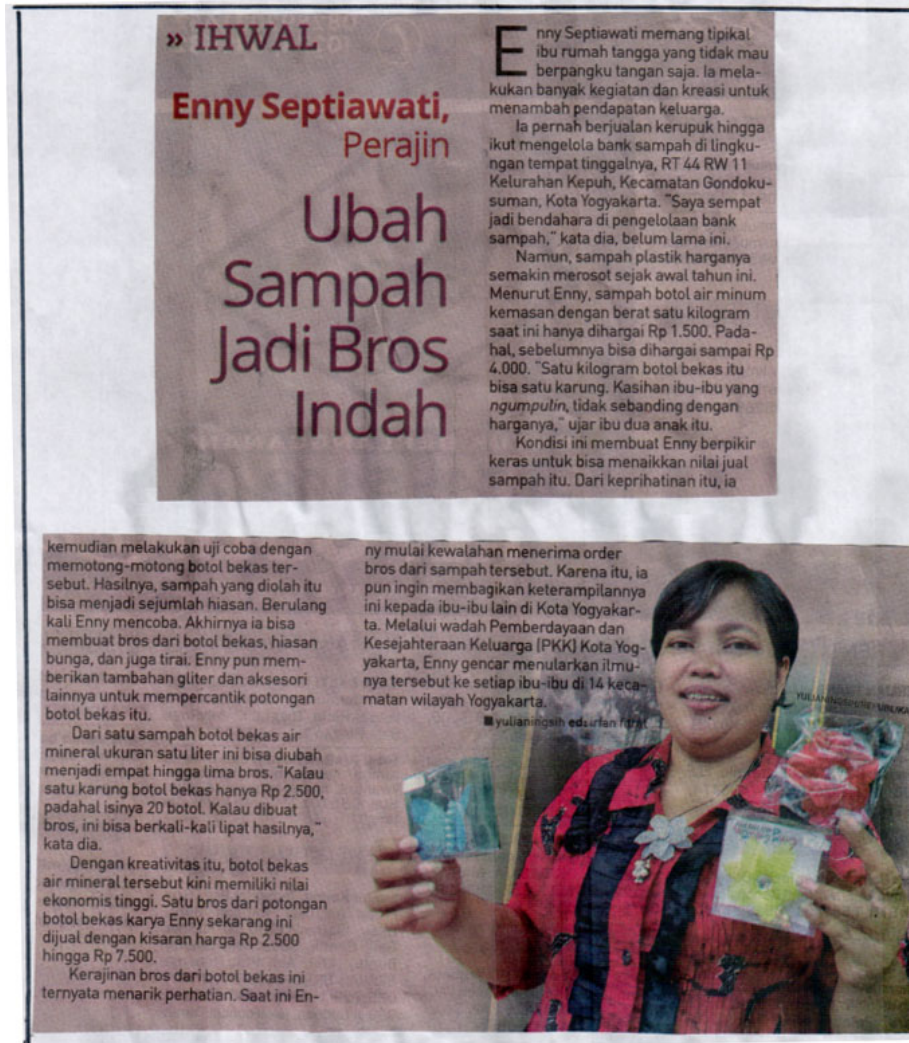 » IHWAL
Enny Septiawati,
Perajin
Ubah
Sampah
Jadi Bros
Indah
Enny Septiawati memang tipikal
ibu rumah tangga yang tidak mau
berpangku tangan saja. Ia mela-
kukan banyak kegiatan dan kreasi untuk
menambah pendapatan keluarga.
Ia pernah berjualan kerupuk hingga
ikut mengelola bank sampah di lingku-
ngan tempat tinggalnya, RT 44 RW 11
Kelurahan Kepuh, Kecamatan Gondoku-
suman, Kota Yogyakarta. “Saya sempat
jadi bendahara di pengelolaan bank
sampah,” kata dia, belum lama ini.
Namun, sampah plastik harganya
semakin merosot sejak awal tahun ini.
Menurut Enny, sampah botol air minum
kemasan dengan berat satu kilogram
saat ini hanya dihargai Rp 1.500. Pada-
hal, sebelumnya bisa dihargai sampai Rp
4.000. “Satu kilogram botol bekas itu
bisa satu karung. Kasihan ibu-ibu yang
ngumpulin, tidak sebanding dengan
harganya,” ujar ibu dua anak itu.
Kondisi ini membuat Enny berpikir
keras untuk bisa menaikkan nilai jual
sampah itu. Dari keprihatinan itu, ia
kemudian melakukan uji coba dengan
memotong-motong botol bekas ter-
sebut. Hasilnya, sampah yang diolah itu
bisa menjadi sejumlah hiasan. Berulang
kali Enny mencoba. Akhirnya ia bisa
membuat bros dari botol bekas, hiasan
bunga, dan juga tirai. Enny pun mem-
berikan tambahan gliter dan aksesori
lainnya untuk mempercantik potongan
botol bekas itu.
Dari satu sampah botol bekas air
mineral ukuran satu liter ini bisa diubah
menjadi empat hingga lima bros. “Kalau
satu karung botol bekas hanya Rp 2.500,
padahal isinya 20 botol. Kalau dibuat
bros, ini bisa berkali-kali lipat hasilnya,”
kata dia.
Dengan kreativitas itu, botol bekas
air mineral tersebut kini memiliki nilai
ekonomis tinggi. Satu bros dari potongan
botol bekas karya Enny sekarang ini
dijual dengan kisaran harga Rp 2.500
hingga Rp 7.500.
Kerajinan bros dari botol bekas ini
ternyata menarik perhatian. Saat ini En-
ny mulai kewalahan menerima order
bros dari sampah tersebut. Karena itu, ia
pun ingin membagikan keterampilannya
ini kepada ibu-ibu lain di Kota Yogyakar-
ta. Melalui wadah Pemberdayaan dan
Kesejahteraan Keluarga (PKK) Kota Yog-
yakarta, Enny gencar menularkan ilmu-
nya tersebut ke setiap ibu-ibu di 14 keca-
matan wilayah Yogyakarta.
■ yulianingsih ed: irfan fitrat